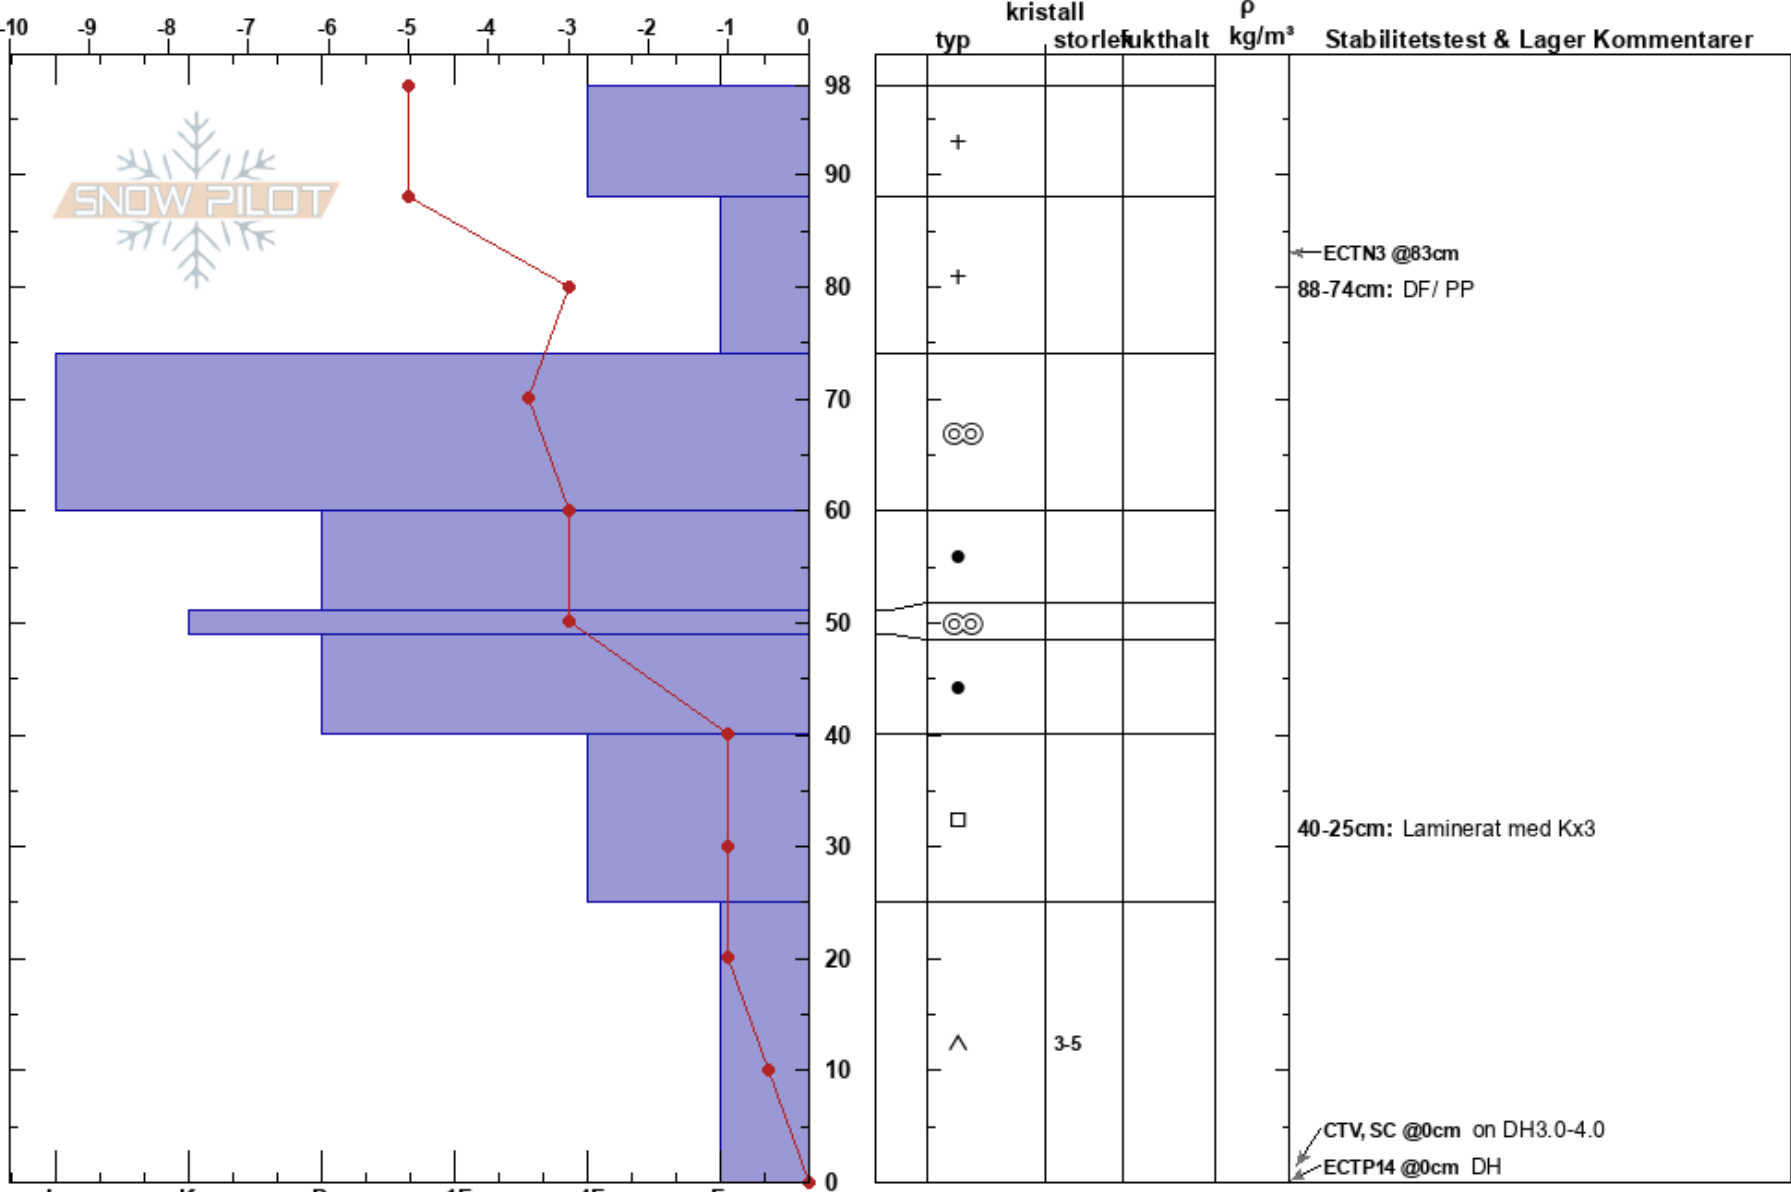 kristall
ρ
-10 -9 -8 -7 -6 -5 -4 -3 -2 -1 0
typ storlek fukthalt kg/m³ Stabilitetstest & Lager Kommentarer
98
SNOW PILOT
90
ECTN3 @83cm
80
88-74cm: DF/ PP
70
60
50
40
40-25cm: Laminerat med Kx3
30
20
3-5
10
CTV, SC @0cm on DH3.0-4.0
ECTP14 @0cm DH
0